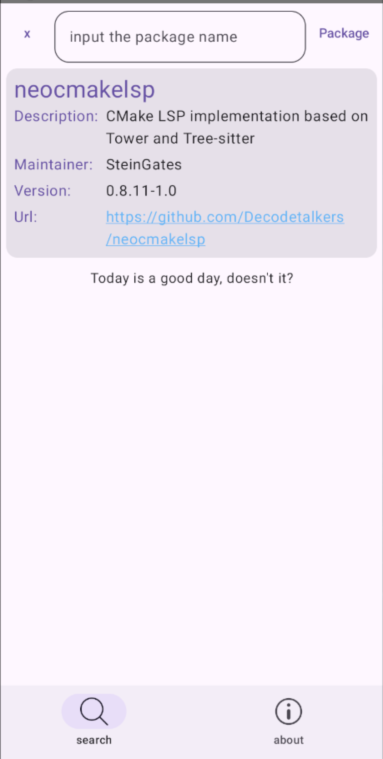 x
input the package name
Package
neocmakelsp
Description: CMake LSP implementation based on
Tower and Tree-sitter
Maintainer: SteinGates
Version: 0.8.11-1.0
Url: https://github.com/Decodetalkers
/neocmakelsp
Today is a good day, doesn't it?
search
about